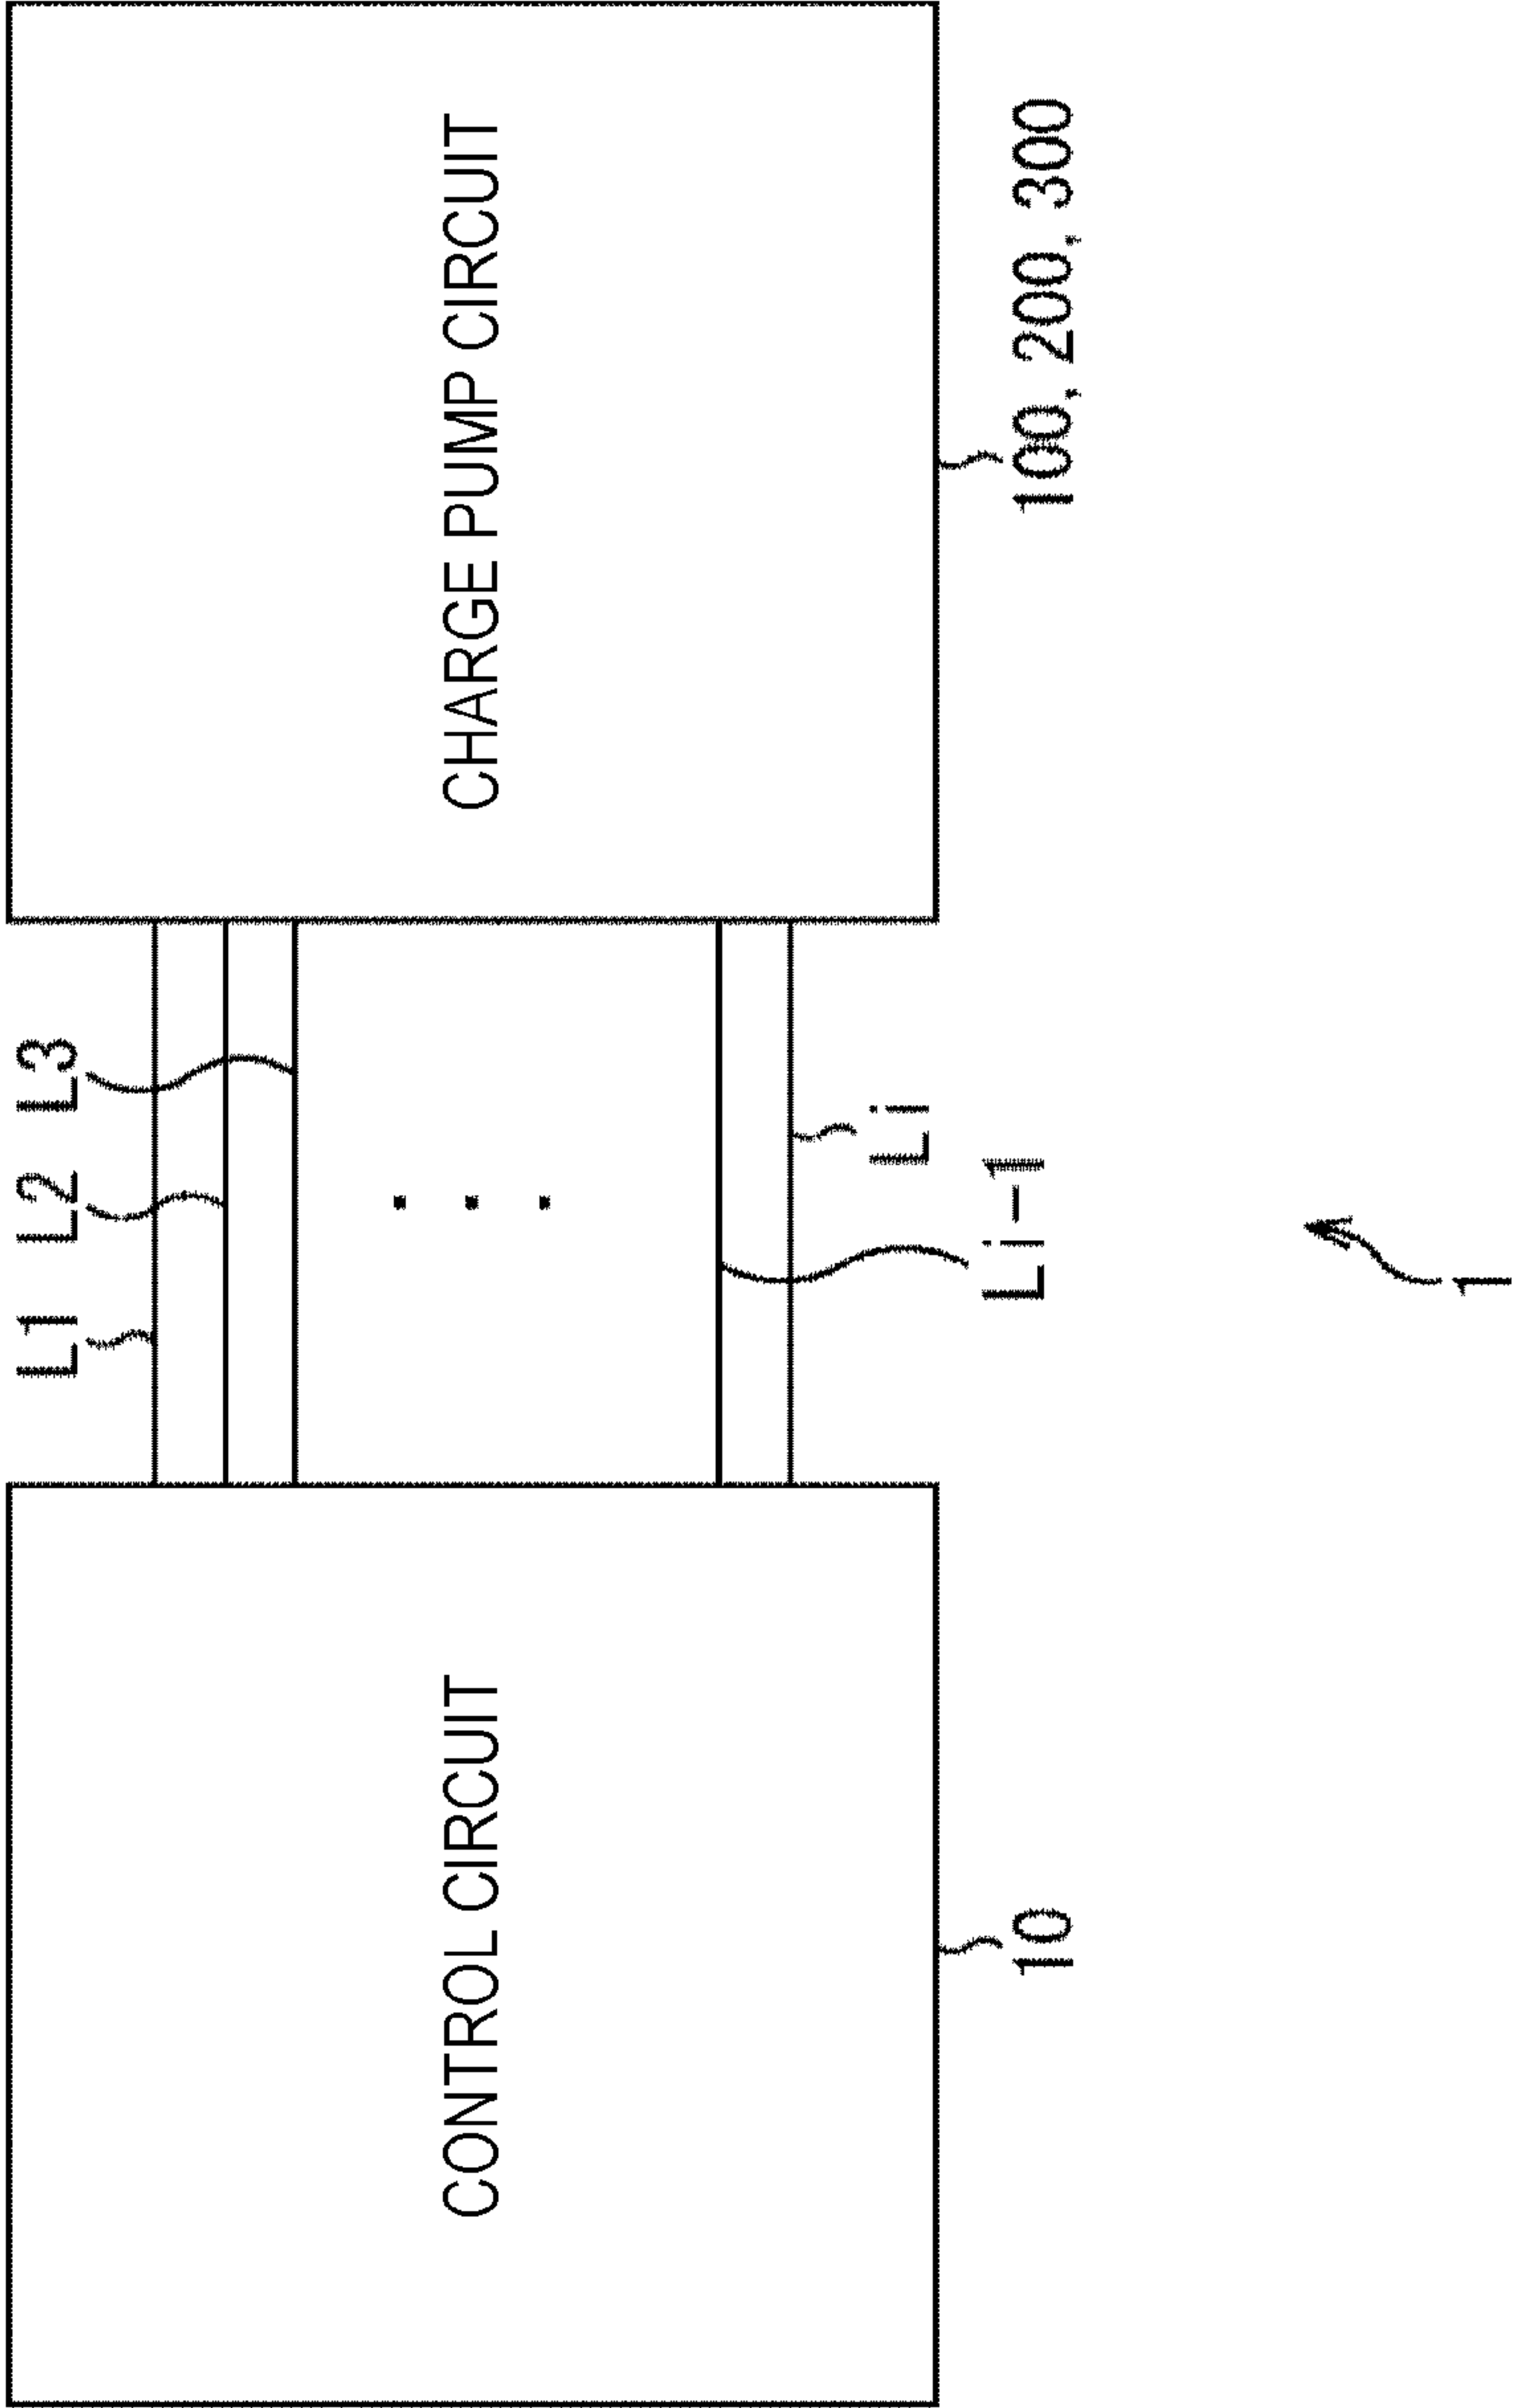 L1 L2 L3
CONTROL CIRCUIT
CHARGE PUMP CIRCUIT
Li
Li-1
10
100, 200, 300
1